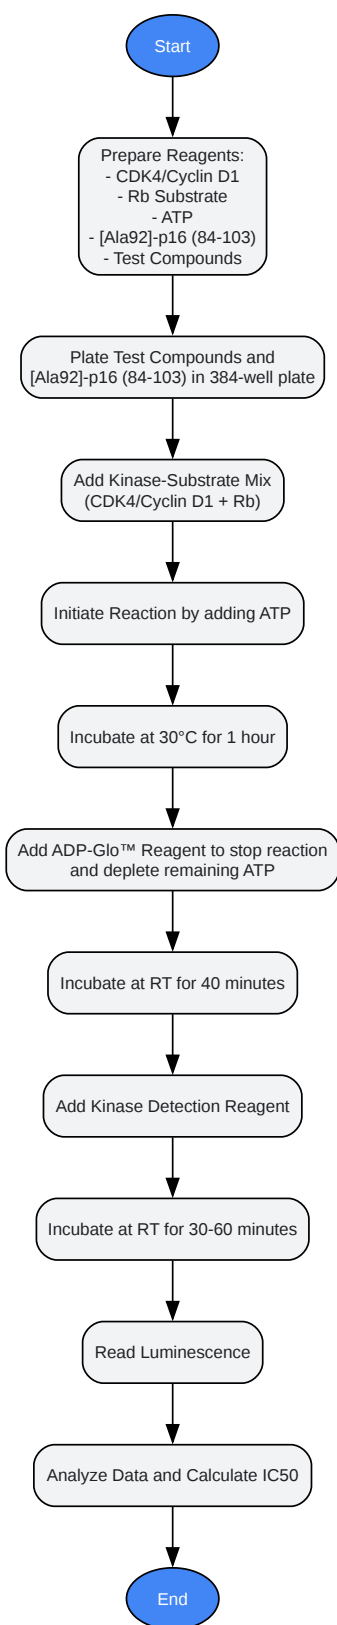 Start
Prepare Reagents:
- CDK4/Cyclin D1
- Rb Substrate
- ATP
- [Ala92]-p16 (84-103)
- Test Compounds
Plate Test Compounds and
[Ala92]-p16 (84-103) in 384-well plate
Add Kinase-Substrate Mix
(CDK4/Cyclin D1 + Rb)
Initiate Reaction by adding ATP
Incubate at 30°C for 1 hour
Add ADP-Glo™ Reagent to stop reaction
and deplete remaining ATP
Incubate at RT for 40 minutes
Add Kinase Detection Reagent
Incubate at RT for 30-60 minutes
Read Luminescence
Analyze Data and Calculate IC50
End